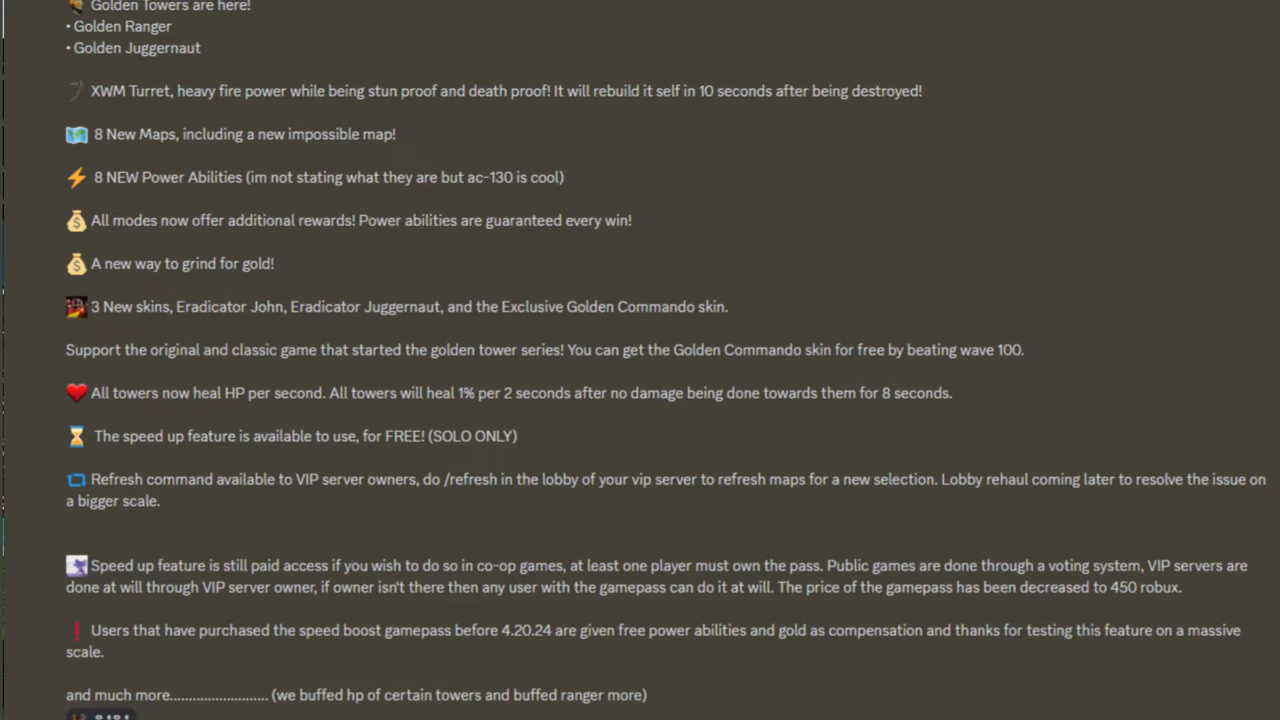 Golden Towers are here!
• Golden Ranger
• Golden Juggernaut
XWM Turret, heavy fire power while being stun proof and death proof! It will rebuild it self in 10 seconds after being destroyed!
8 New Maps, including a new impossible map!
8 NEW Power Abilities (im not stating what they are but ac-130 is cool)
All modes now offer additional rewards! Power abilities are guaranteed every win!
A new way to grind for gold!
3 New skins, Eradicator John, Eradicator Juggernaut, and the Exclusive Golden Commando skin.
Support the original and classic game that started the golden tower series! You can get the Golden Commando skin for free by beating wave 100.
All towers now heal HP per second. All towers will heal 1% per 2 seconds after no damage being done towards them for 8 seconds.
The speed up feature is available to use, for FREE! (SOLO ONLY)
Refresh command available to VIP server owners, do /refresh in the lobby of your vip server to refresh maps for a new selection. Lobby rehaul coming later to resolve the issue on
a bigger scale.
Speed up feature is still paid access if you wish to do so in co-op games, at least one player must own the pass. Public games are done through a voting system, VIP servers are
done at will through VIP server owner, if owner isn't there then any user with the gamepass can do it at will. The price of the gamepass has been decreased to 450 robux.
Users that have purchased the speed boost gamepass before 4.20.24 are given free power abilities and gold as compensation and thanks for testing this feature on a massive
scale.
and much more.......................... (we buffed hp of certain towers and buffed ranger more)